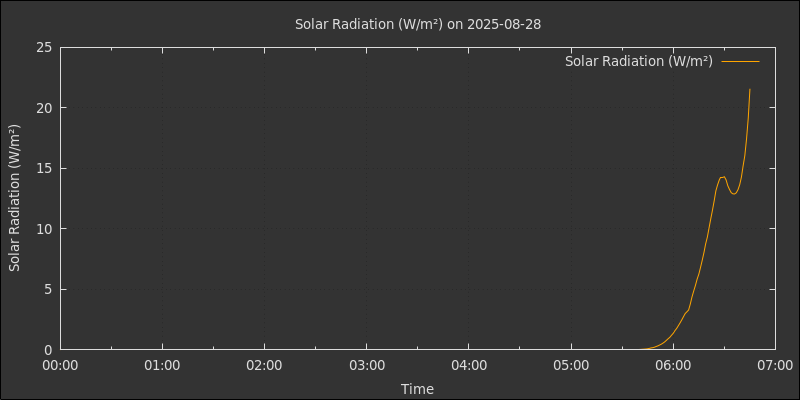 Solar Radiation (W/m²) on 2025-08-28
Solar Radiation (W/m²)
Solar Radiation (W/m²)
25
20
15
10
5
0
00:00 01:00 02:00 03:00 04:00 05:00 06:00 07:00
Time